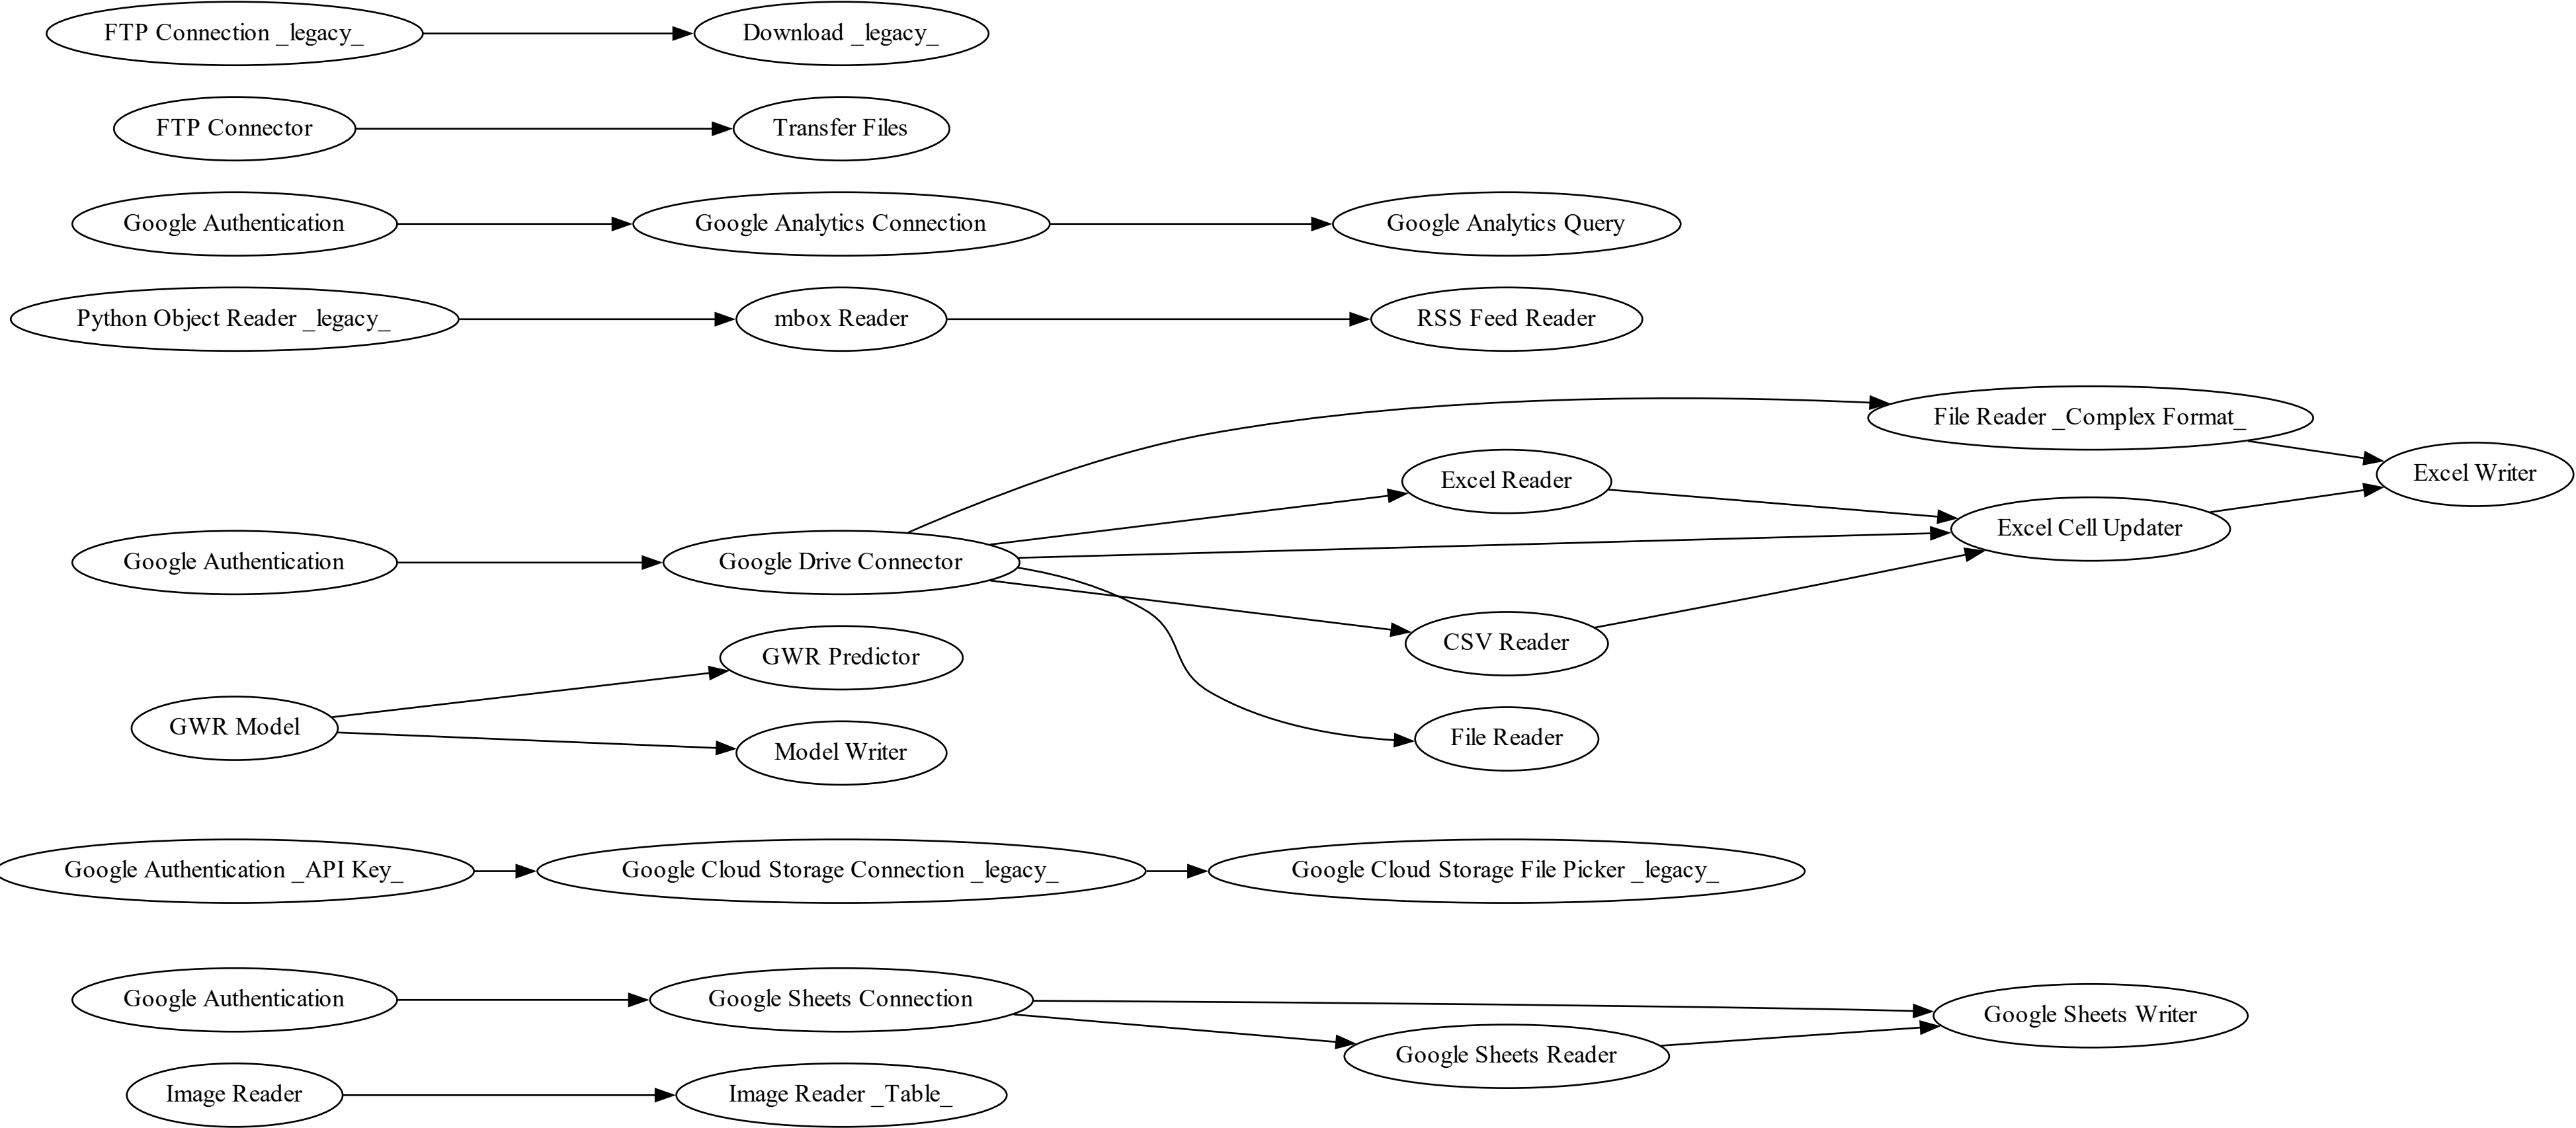 FTP Connection _legacy_
Download _legacy_
FTP Connector
Transfer Files
Google Authentication
Google Analytics Connection
Google Analytics Query
Python Object Reader _legacy_
mbox Reader
RSS Feed Reader
File Reader _Complex Format_
Excel Reader
Excel Writer
Excel Cell Updater
Google Authentication
Google Drive Connector
CSV Reader
GWR Predictor
GWR Model
File Reader
Model Writer
Google Authentication _API Key_
Google Cloud Storage Connection _legacy_
Google Cloud Storage File Picker _legacy_
Google Authentication
Google Sheets Connection
Google Sheets Writer
Google Sheets Reader
Image Reader
Image Reader _Table_